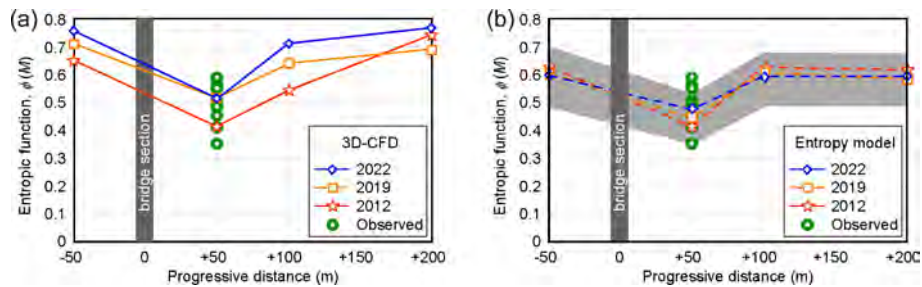 (a)
0.8
0.7
0.6
0.5
0.4
0.3
0.2
0.1
0
Entropic function, ϕ (M)
bridge section
3D-CFD
2022
2019
2012
Observed
-50 0 +50 +100 +150 +200
Progressive distance (m)
(b)
0.8
0.7
0.6
0.5
0.4
0.3
0.2
0.1
0
Entropic function, ϕ (M)
bridge section
Entropy model
2022
2019
2012
Observed
-50 0 +50 +100 +150 +200
Progressive distance (m)